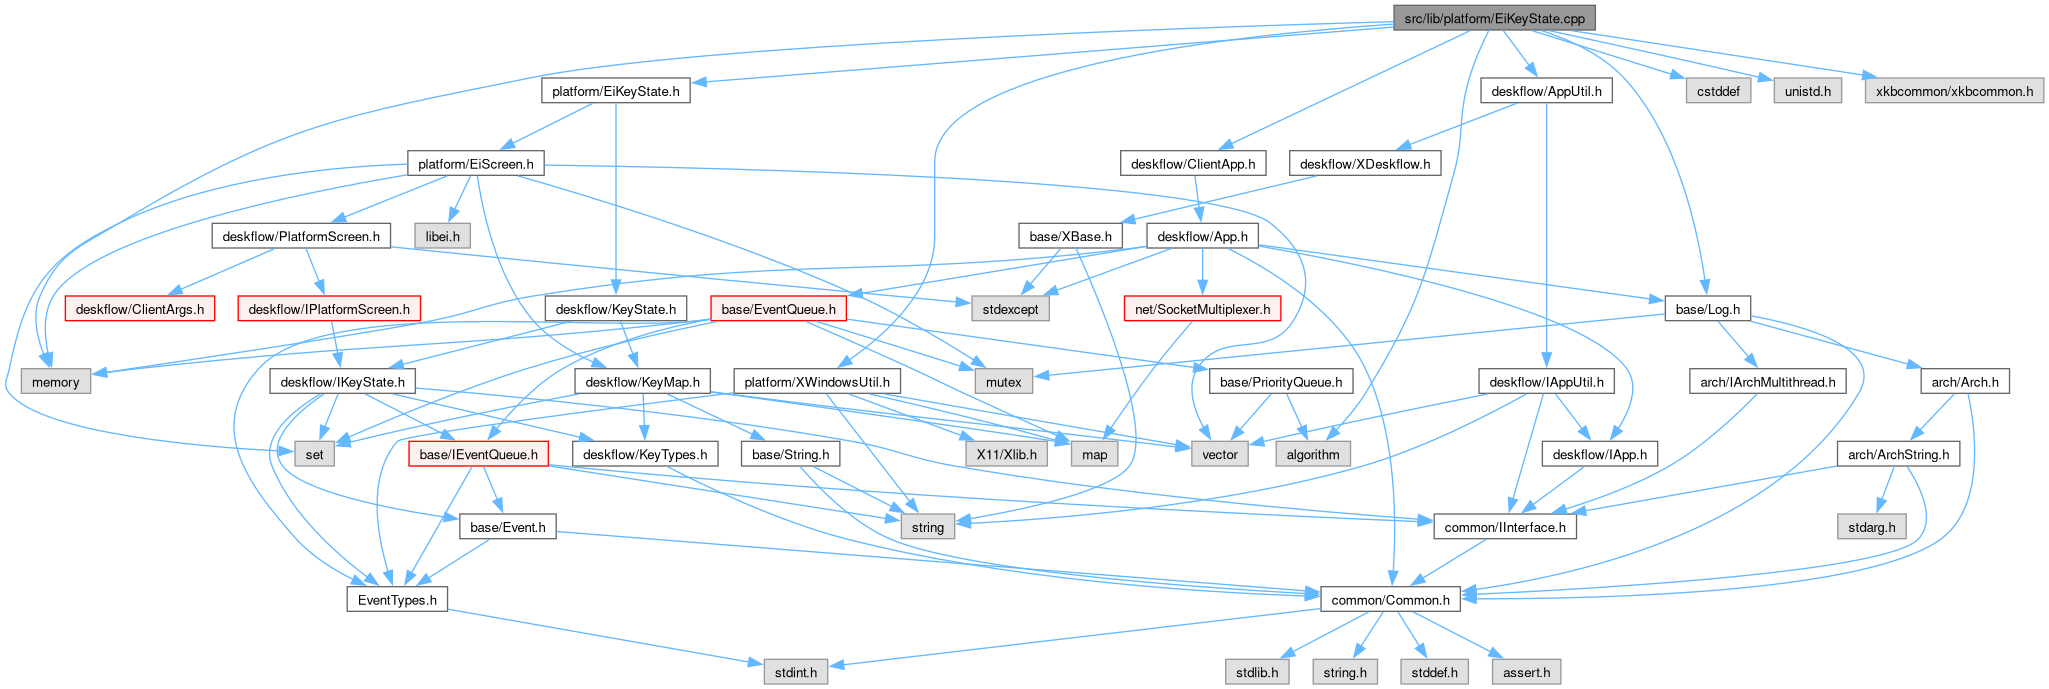 src/lib/platform/EiKeyState.cpp
platform/EiKeyState.h
deskflow/AppUtil.h
cstddef
unistd.h
xkbcommon/xkbcommon.h
platform/EiScreen.h
deskflow/ClientApp.h
deskflow/XDeskflow.h
deskflow/PlatformScreen.h
libei.h
base/XBase.h
deskflow/App.h
deskflow/ClientArgs.h
deskflow/IPlatformScreen.h
deskflow/KeyState.h
base/EventQueue.h
stdexcept
net/SocketMultiplexer.h
base/Log.h
memory
deskflow/IKeyState.h
deskflow/KeyMap.h
platform/XWindowsUtil.h
mutex
base/PriorityQueue.h
deskflow/IAppUtil.h
arch/IArchMultithread.h
arch/Arch.h
set
base/IEventQueue.h
deskflow/KeyTypes.h
base/String.h
X11/Xlib.h
map
vector
algorithm
deskflow/IApp.h
arch/ArchString.h
base/Event.h
string
common/IInterface.h
stdarg.h
EventTypes.h
common/Common.h
stdint.h
stdlib.h
string.h
stddef.h
assert.h